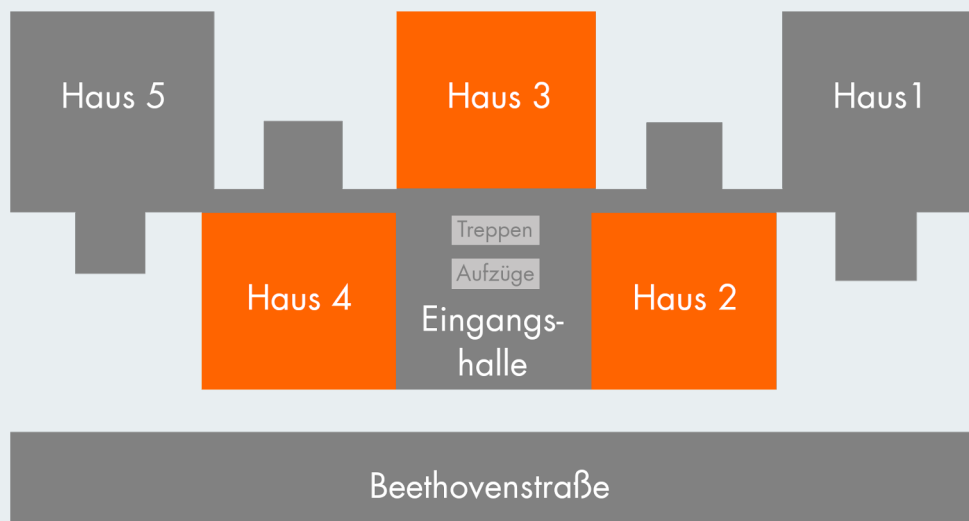 Haus 5
Haus 3
Haus1
Treppen
Aufzüge
Haus 4
Haus 2
Eingangs-
halle
Beethovenstraße